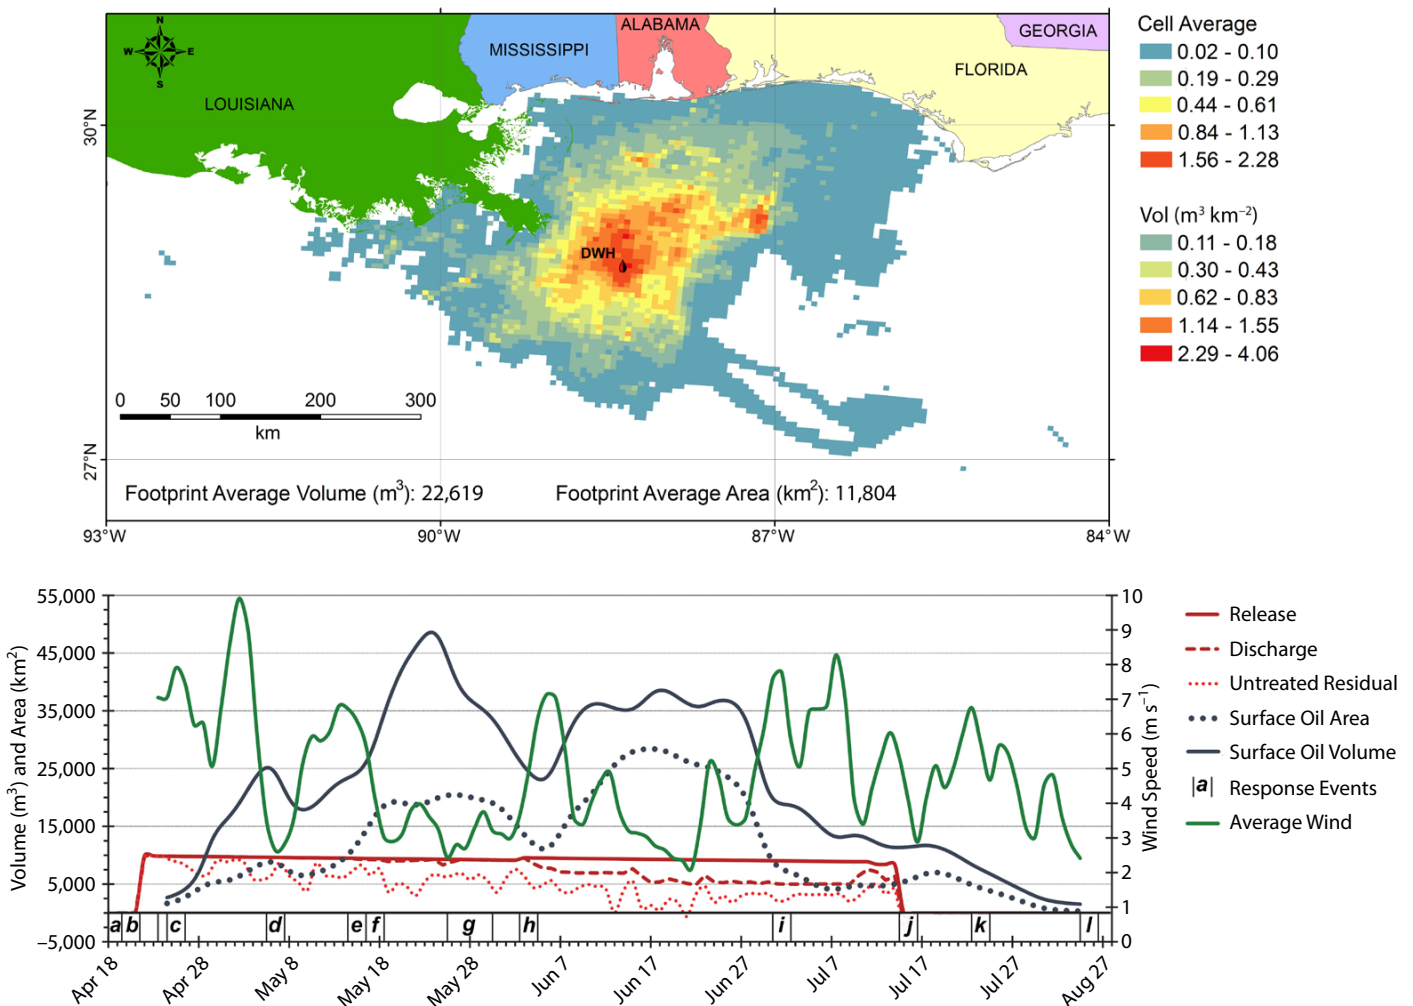 N
W E
S
LOUISIANA
MISSISSIPPI
ALABAMA
GEORGIA
FLORIDA
DWH
30°N
27°N
0 50 100 200 300
km
Footprint Average Volume (m³): 22,619
Footprint Average Area (km²): 11,804
93°W 90°W 87°W 84°W
Cell Average
0.02 - 0.10
0.19 - 0.29
0.44 - 0.61
0.84 - 1.13
1.56 - 2.28
Vol (m³ km⁻²)
0.11 - 0.18
0.30 - 0.43
0.62 - 0.83
1.14 - 1.55
2.29 - 4.06
Volume (m³) and Area (km²)
55,000
45,000
35,000
25,000
15,000
5,000
–5,000
10
9
8
7
6
5
4
3
2
1
0
Wind Speed (m s⁻¹)
a b c d e f g h i j k l
Apr 18 Apr 28 May 8 May 18 May 28 Jun 7 Jun 17 Jun 27 Jul 7 Jul 17 Jul 27 Aug 27
Release
Discharge
Untreated Residual
Surface Oil Area
Surface Oil Volume
|a| Response Events
Average Wind